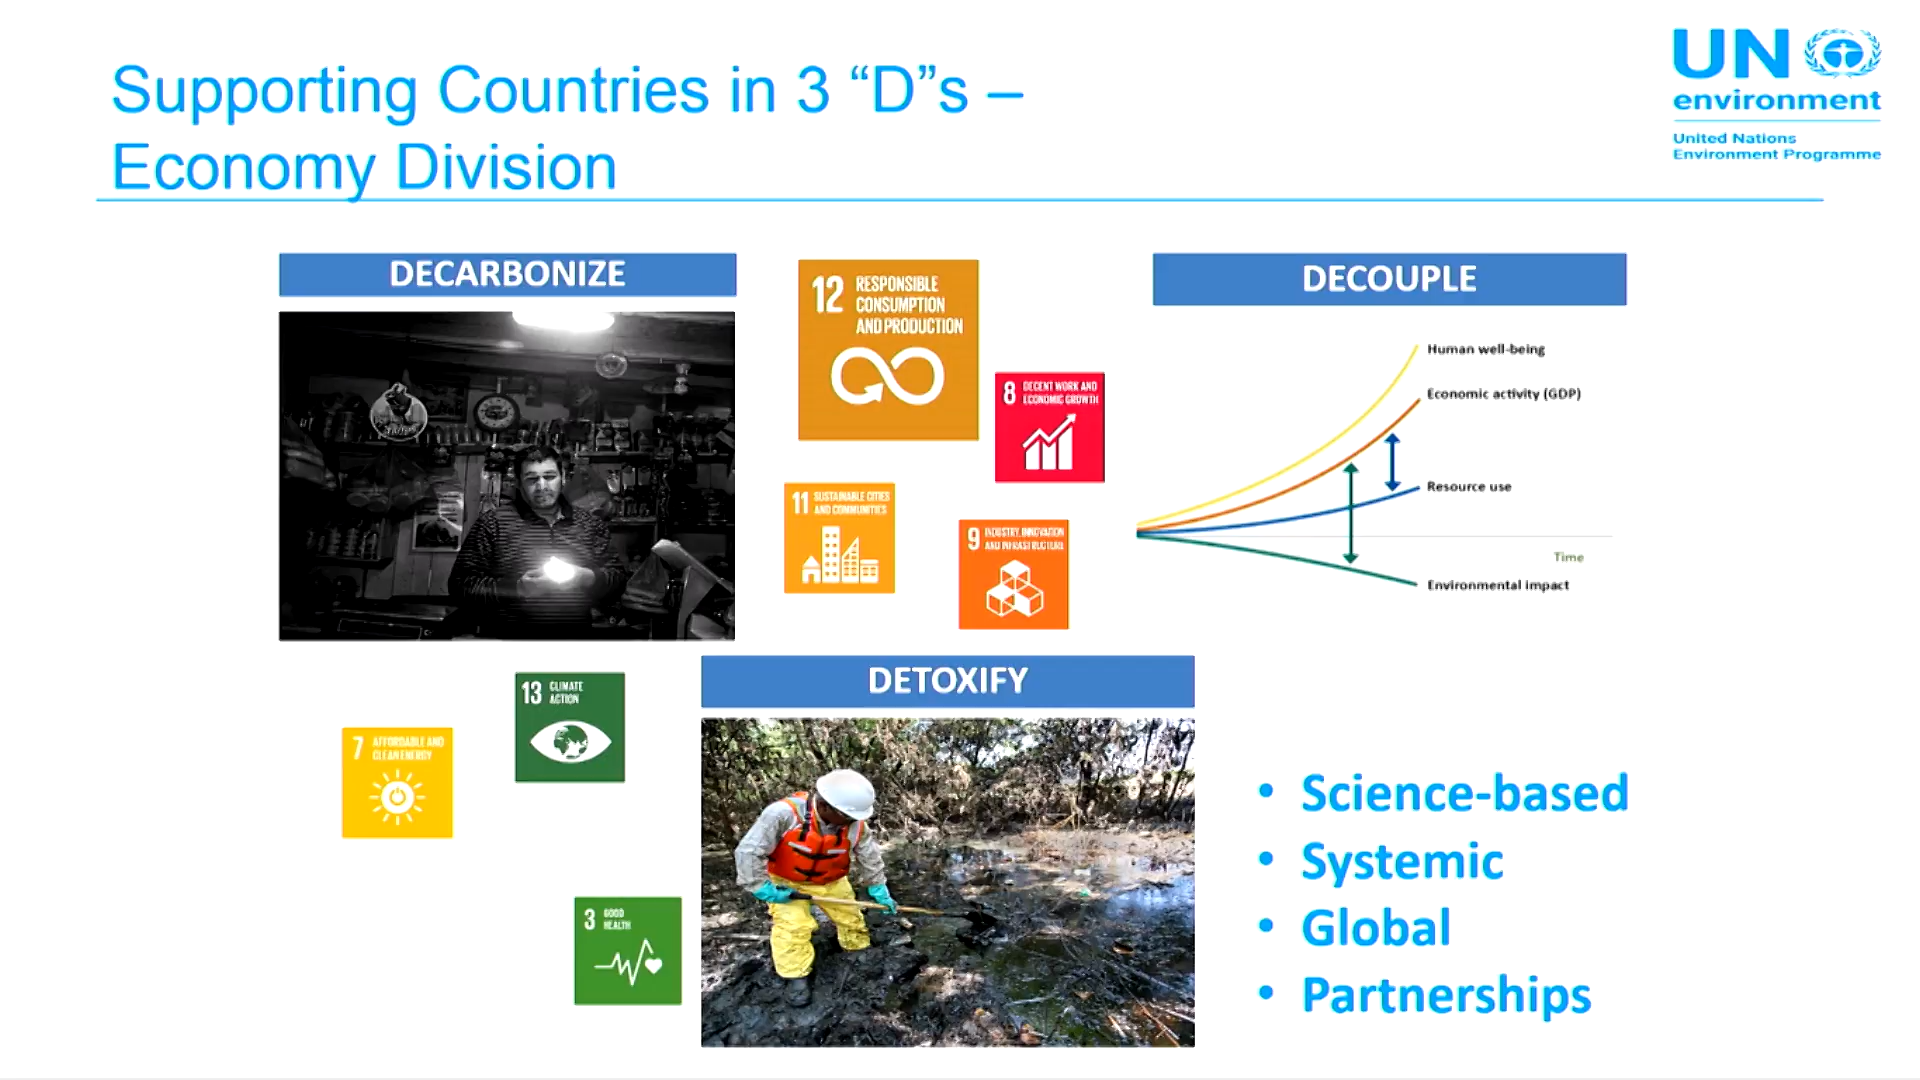 Supporting Countries in 3 “D”s –
Economy Division
UN
environment
United Nations
Environment Programme
DECARBONIZE
12 RESPONSIBLE
CONSUMPTION
AND PRODUCTION
8 DECENT WORK AND
ECONOMIC GROWTH
11 SUSTAINABLE CITIES
AND COMMUNITIES
9 INDUSTRY, INNOVATION
AND INFRASTRUCTURE
DECOUPLE
Human well-being
Economic activity (GDP)
Resource use
Time
Environmental impact
13 CLIMATE
ACTION
7 AFFORDABLE AND
CLEAN ENERGY
3 GOOD
HEALTH
DETOXIFY
• Science-based
• Systemic
• Global
• Partnerships